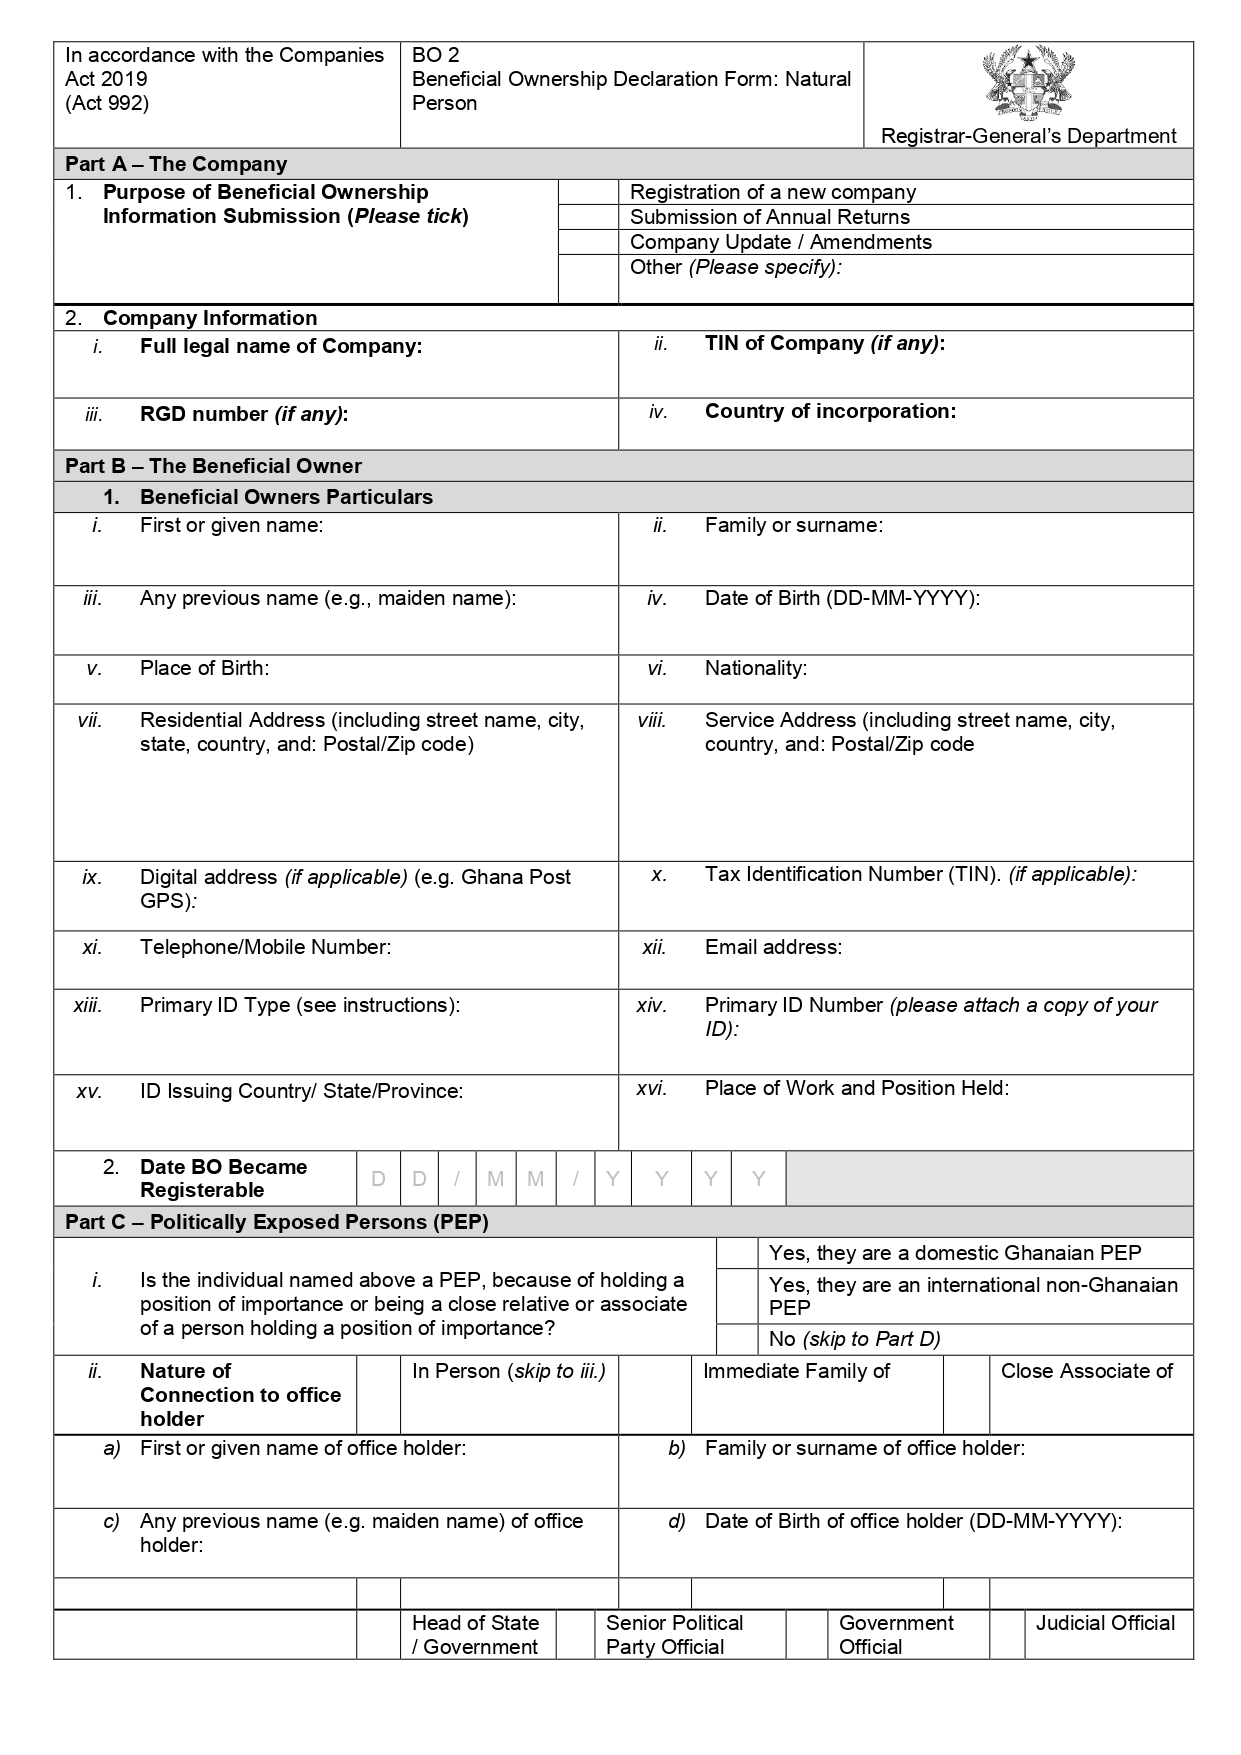 In accordance with the Companies
Act 2019
(Act 992)
BO 2
Beneficial Ownership Declaration Form: Natural
Person
Registrar-General's Department
Part A – The Company
1. Purpose of Beneficial Ownership
Information Submission (Please tick)
Registration of a new company
Submission of Annual Returns
Company Update / Amendments
Other (Please specify):
2. Company Information
i. Full legal name of Company:
ii. TIN of Company (if any):
iii. RGD number (if any):
iv. Country of incorporation:
Part B – The Beneficial Owner
1. Beneficial Owners Particulars
i. First or given name:
ii. Family or surname:
iii. Any previous name (e.g., maiden name):
iv. Date of Birth (DD-MM-YYYY):
v. Place of Birth:
vi. Nationality:
vii. Residential Address (including street name, city,
state, country, and: Postal/Zip code)
viii. Service Address (including street name, city,
country, and: Postal/Zip code
ix. Digital address (if applicable) (e.g. Ghana Post
GPS):
x. Tax Identification Number (TIN). (if applicable):
xi. Telephone/Mobile Number:
xii. Email address:
xiii. Primary ID Type (see instructions):
xiv. Primary ID Number (please attach a copy of your
ID):
xv. ID Issuing Country/ State/Province:
xvi. Place of Work and Position Held:
2. Date BO Became
Registerable
D D / M M / Y Y Y Y
Part C – Politically Exposed Persons (PEP)
i. Is the individual named above a PEP, because of holding a
position of importance or being a close relative or associate
of a person holding a position of importance?
Yes, they are a domestic Ghanaian PEP
Yes, they are an international non-Ghanaian
PEP
No (skip to Part D)
ii. Nature of
Connection to office
holder
In Person (skip to iii.)
Immediate Family of
Close Associate of
a) First or given name of office holder:
b) Family or surname of office holder:
c) Any previous name (e.g. maiden name) of office
holder:
d) Date of Birth of office holder (DD-MM-YYYY):
Head of State
/ Government
Senior Political
Party Official
Government
Official
Judicial Official